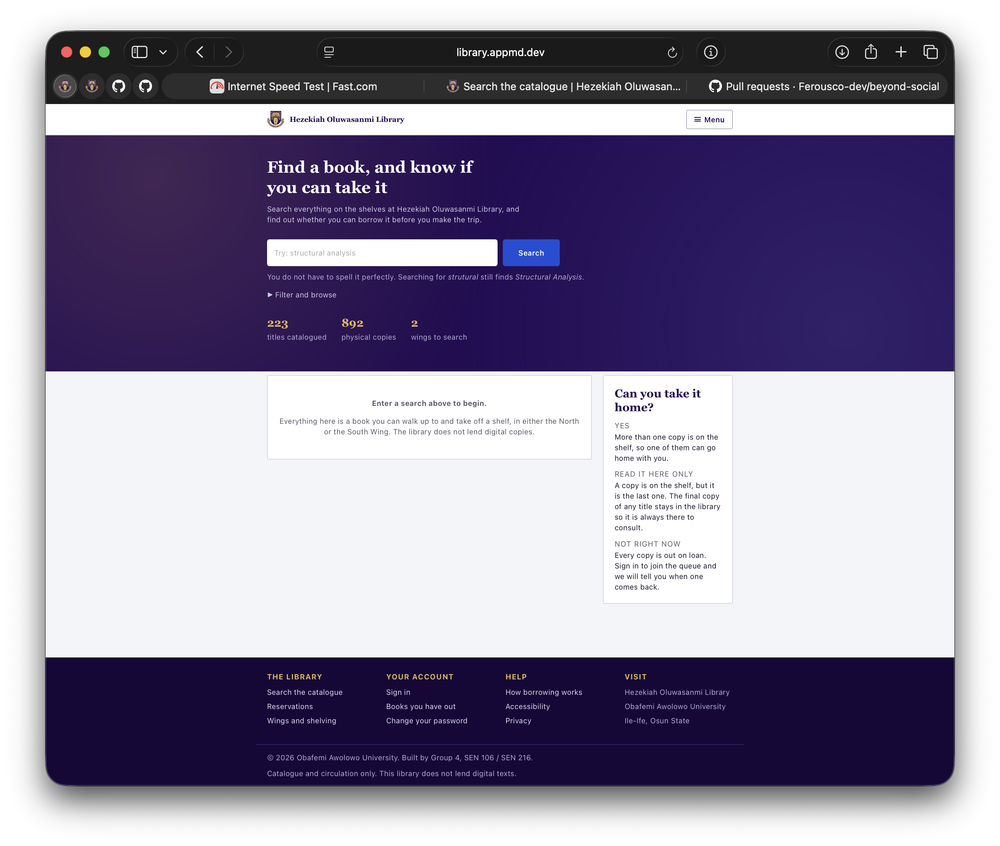 library.appmd.dev
Internet Speed Test | Fast.com
Search the catalogue | Hezekiah Oluwasan...
Pull requests · Ferousco-dev/beyond-social
Hezekiah Oluwasanmi Library
Menu
Find a book, and know if
you can take it
Search everything on the shelves at Hezekiah Oluwasanmi Library, and
find out whether you can borrow it before you make the trip.
Try: structural analysis
Search
You do not have to spell it perfectly. Searching for strutural still finds Structural Analysis.
Filter and browse
223
titles catalogued
892
physical copies
2
wings to search
Enter a search above to begin.
Everything here is a book you can walk up to and take off a shelf, in either the North
or the South Wing. The library does not lend digital copies.
Can you take it
home?
YES
More than one copy is on the
shelf, so one of them can go
home with you.
READ IT HERE ONLY
A copy is on the shelf, but it
is the last one. The final copy
of any title stays in the library
so it is always there to
consult.
NOT RIGHT NOW
Every copy is out on loan.
Sign in to join the queue and
we will tell you when one
comes back.
THE LIBRARY
Search the catalogue
Reservations
Wings and shelving
YOUR ACCOUNT
Sign in
Books you have out
Change your password
HELP
How borrowing works
Accessibility
Privacy
VISIT
Hezekiah Oluwasanmi Library
Obafemi Awolowo University
Ile-Ife, Osun State
© 2026 Obafemi Awolowo University. Built by Group 4, SEN 106 / SEN 216.
Catalogue and circulation only. This library does not lend digital texts.